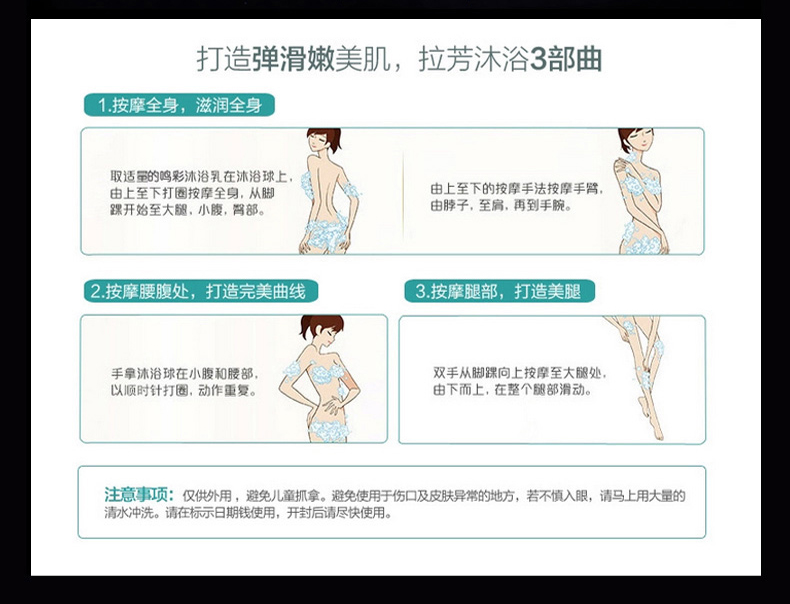 打造弹滑嫩美肌，拉芳沐浴3部曲
1.按摩全身，滋润全身
取适量的鸣彩沐浴乳在沐浴球上，
由上至下打圈按摩全身，从脚
踝开始至大腿，小腹，臀部。
由上至下的按摩手法按摩手臂，
由脖子，至肩，再到手腕。
2.按摩腰腹处，打造完美曲线
3.按摩腿部，打造美腿
手拿沐浴球在小腹和腰部，
以顺时针打圈，动作重复。
双手从脚踝向上按摩至大腿处，
由下而上，在整个腿部滑动。
注意事项：仅供外用，避免儿童抓拿。避免使用于伤口及皮肤异常的地方，若不慎入眼，请马上用大量的
清水冲洗。请在标示日期钱使用，开封后请尽快使用。